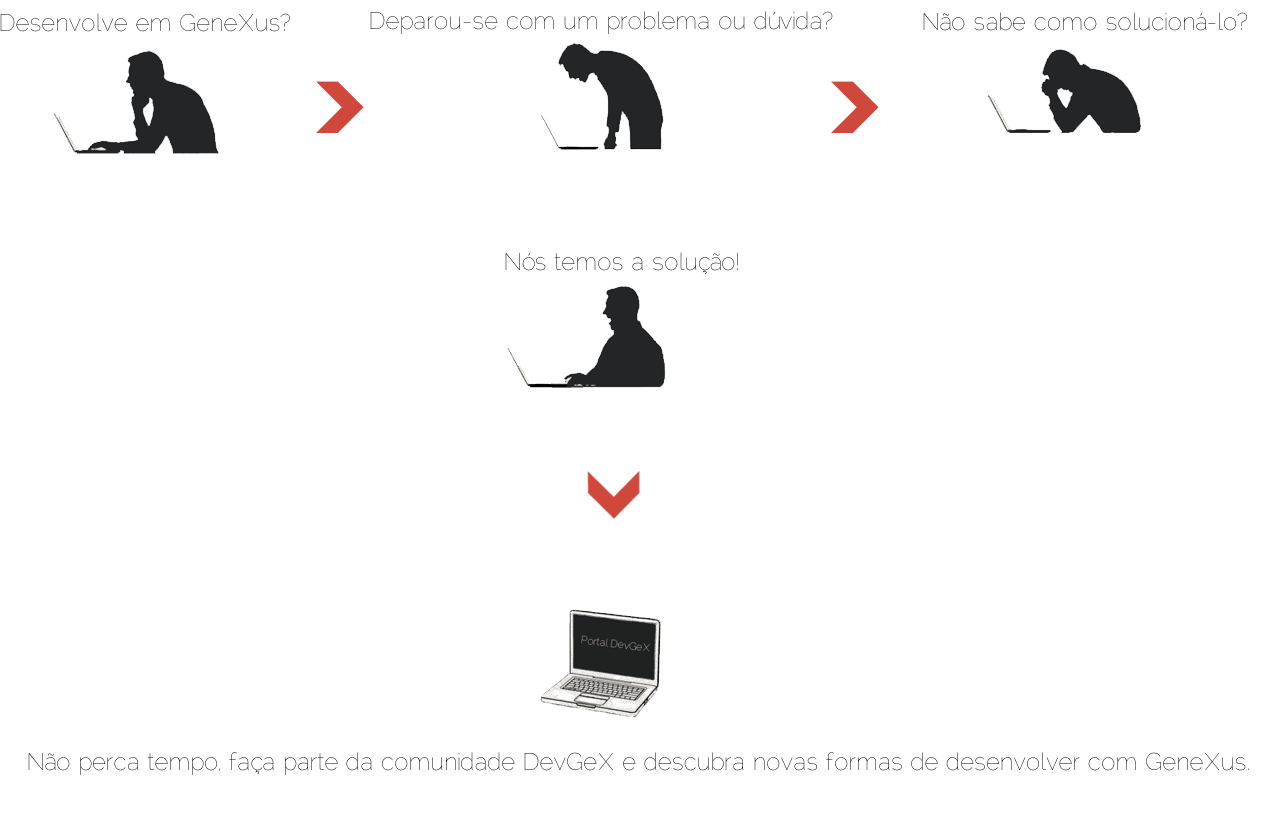 Desenvolve em GeneXus?
Deparou-se com um problema ou dúvida?
Não sabe como solucioná-lo?
Nós temos a solução!
Portal DevGeX
Não perca tempo, faça parte da comunidade DevGeX e descubra novas formas de desenvolver com GeneXus.